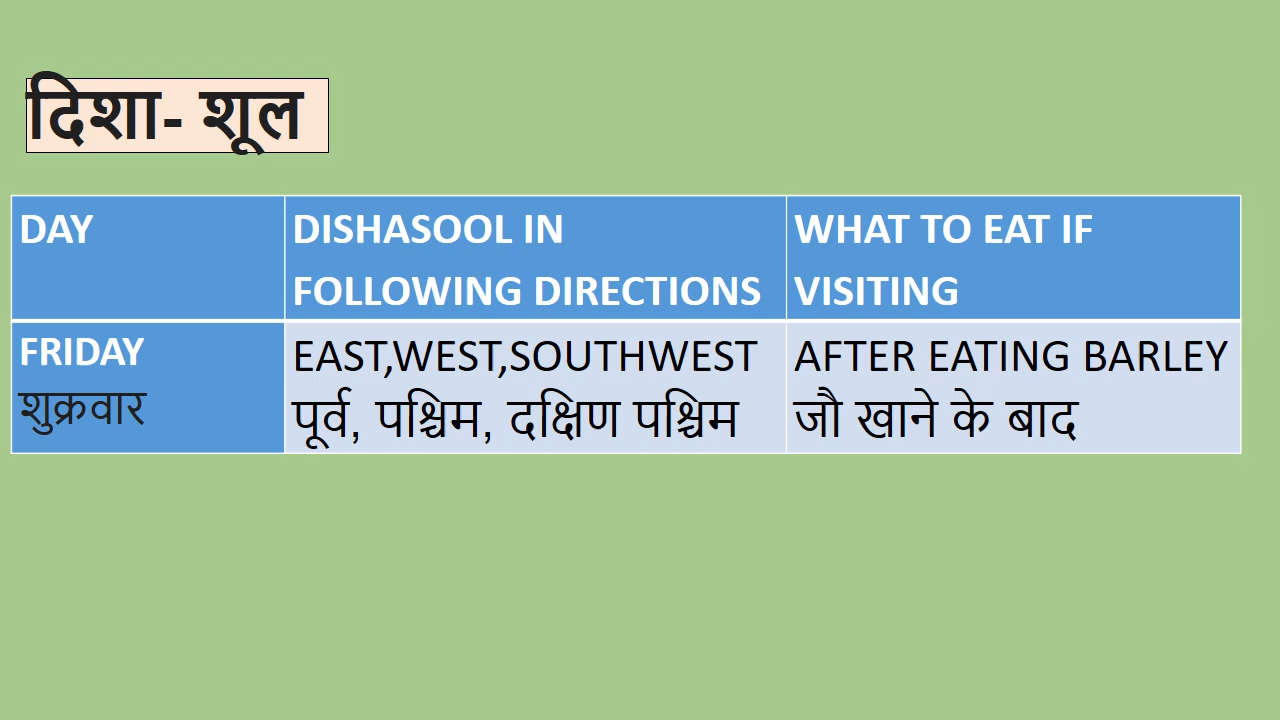 दिशा- शूल
DAY
DISHASOOL IN
FOLLOWING DIRECTIONS
WHAT TO EAT IF
VISITING
FRIDAY
शुक्रवार
EAST,WEST,SOUTHWEST
पूर्व, पश्चिम, दक्षिण पश्चिम
AFTER EATING BARLEY
जौ खाने के बाद